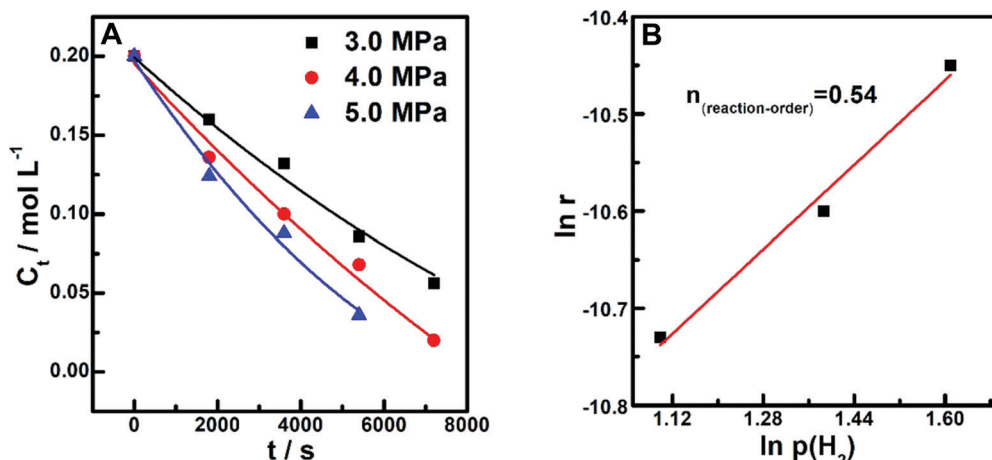 A
3.0 MPa
4.0 MPa
5.0 MPa
0.20
0.15
0.10
0.05
0.00
C_t / mol L^-1
0 2000 4000 6000 8000
t / s
B
n_(reaction-order)=0.54
-10.4
-10.5
-10.6
-10.7
-10.8
ln r
1.12 1.28 1.44 1.60
ln p(H_2)